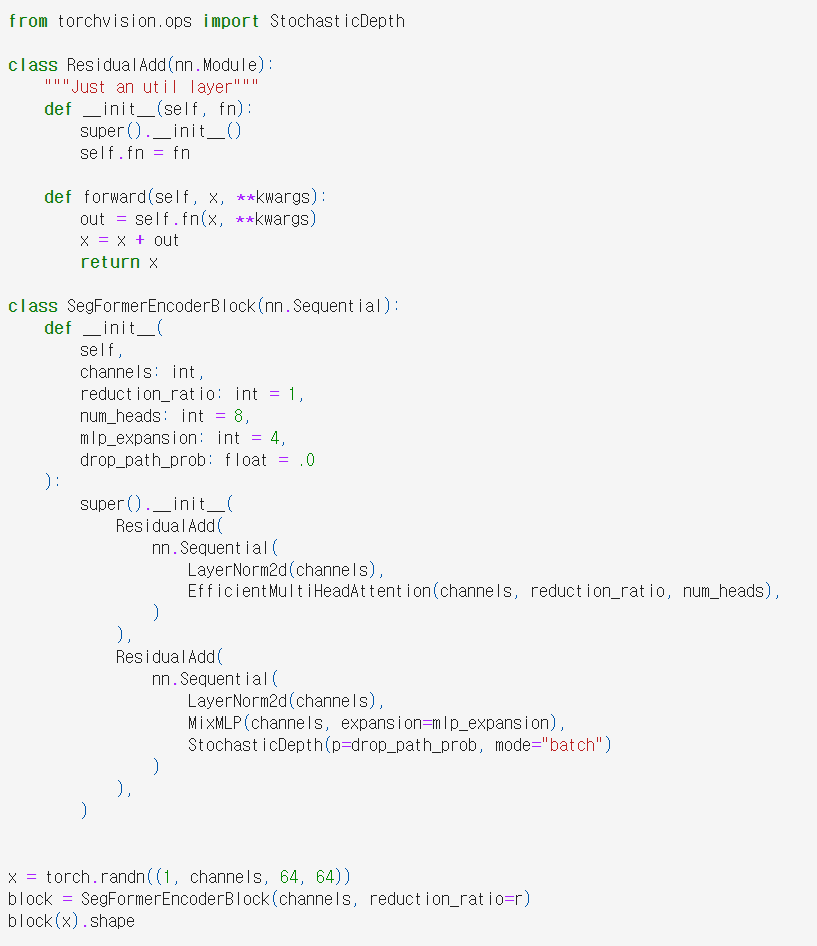 from torchvision.ops import StochasticDepth

class ResidualAdd(nn.Module):
    """Just an util layer"""
    def __init__(self, fn):
        super().__init__()
        self.fn = fn

    def forward(self, x, **kwargs):
        out = self.fn(x, **kwargs)
        x = x + out
        return x

class SegFormerEncoderBlock(nn.Sequential):
    def __init__(
        self,
        channels: int,
        reduction_ratio: int = 1,
        num_heads: int = 8,
        mlp_expansion: int = 4,
        drop_path_prob: float = .0
    ):
        super().__init__(
            ResidualAdd(
                nn.Sequential(
                    LayerNorm2d(channels),
                    EfficientMultiHeadAttention(channels, reduction_ratio, num_heads),
                )
            ),
            ResidualAdd(
                nn.Sequential(
                    LayerNorm2d(channels),
                    MixMLP(channels, expansion=mlp_expansion),
                    StochasticDepth(p=drop_path_prob, mode="batch")
                )
            ),
        )


x = torch.randn((1, channels, 64, 64))
block = SegFormerEncoderBlock(channels, reduction_ratio=r)
block(x).shape